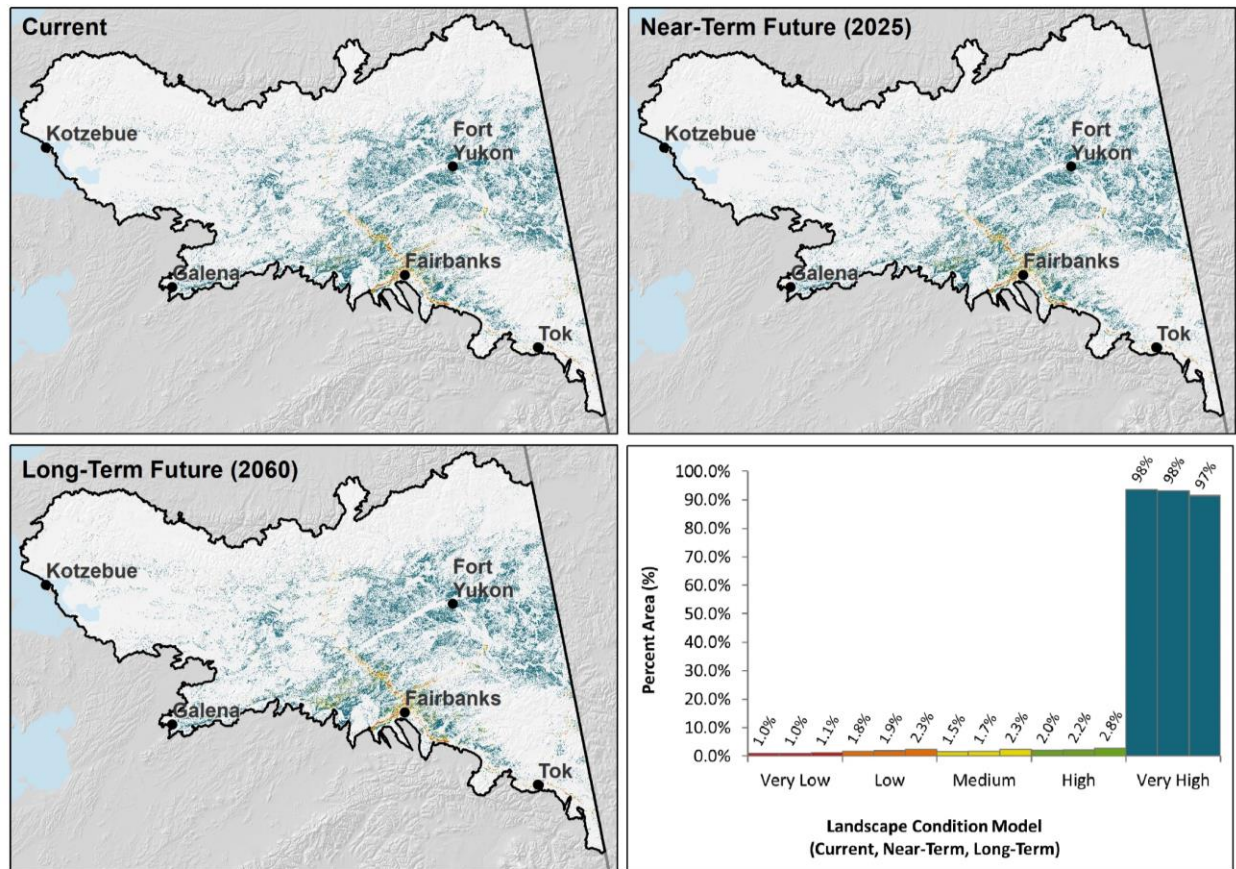 Current
Kotzebue
Fort
Yukon
Galena
Fairbanks
Tok
Near-Term Future (2025)
Kotzebue
Fort
Yukon
Galena
Fairbanks
Tok
Long-Term Future (2060)
Kotzebue
Fort
Yukon
Galena
Fairbanks
Tok
Percent Area (%)
100.0%
90.0%
80.0%
70.0%
60.0%
50.0%
40.0%
30.0%
20.0%
10.0%
0.0%
1.0% 1.0% 1.1% 1.8% 1.9% 2.3% 1.5% 1.7% 2.3% 2.0% 2.2% 2.8% 98% 98% 97%
Very Low Low Medium High Very High
Landscape Condition Model
(Current, Near-Term, Long-Term)